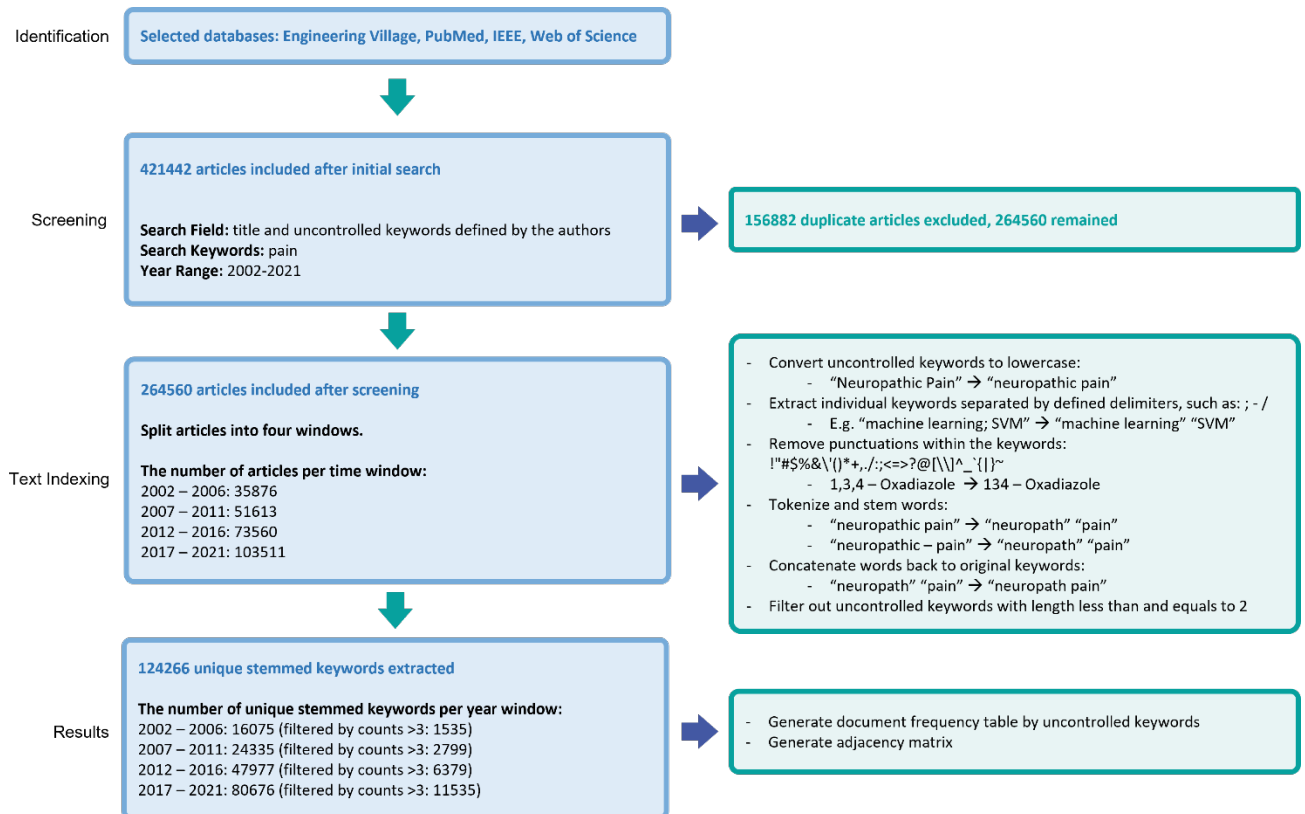 Identification
Selected databases: Engineering Village, PubMed, IEEE, Web of Science
Screening
421442 articles included after initial search
Search Field: title and uncontrolled keywords defined by the authors
Search Keywords: pain
Year Range: 2002-2021
156882 duplicate articles excluded, 264560 remained
Text Indexing
264560 articles included after screening
Split articles into four windows.
The number of articles per time window:
2002 – 2006: 35876
2007 – 2011: 51613
2012 – 2016: 73560
2017 – 2021: 103511
- Convert uncontrolled keywords to lowercase:
- “Neuropathic Pain” → “neuropathic pain”
- Extract individual keywords separated by defined delimiters, such as: ; - /
- E.g. “machine learning; SVM” → “machine learning” “SVM”
- Remove punctuations within the keywords:
!"#$%&\'()*+,./:;<=>?@[\\]^_`{|}~
- 1,3,4 – Oxadiazole → 134 – Oxadiazole
- Tokenize and stem words:
- “neuropathic pain” → “neuropath” “pain”
- “neuropathic – pain” → “neuropath” “pain”
- Concatenate words back to original keywords:
- “neuropath” “pain” → “neuropath pain”
- Filter out uncontrolled keywords with length less than and equals to 2
Results
124266 unique stemmed keywords extracted
The number of unique stemmed keywords per year window:
2002 – 2006: 16075 (filtered by counts >3: 1535)
2007 – 2011: 24335 (filtered by counts >3: 2799)
2012 – 2016: 47977 (filtered by counts >3: 6379)
2017 – 2021: 80676 (filtered by counts >3: 11535)
- Generate document frequency table by uncontrolled keywords
- Generate adjacency matrix